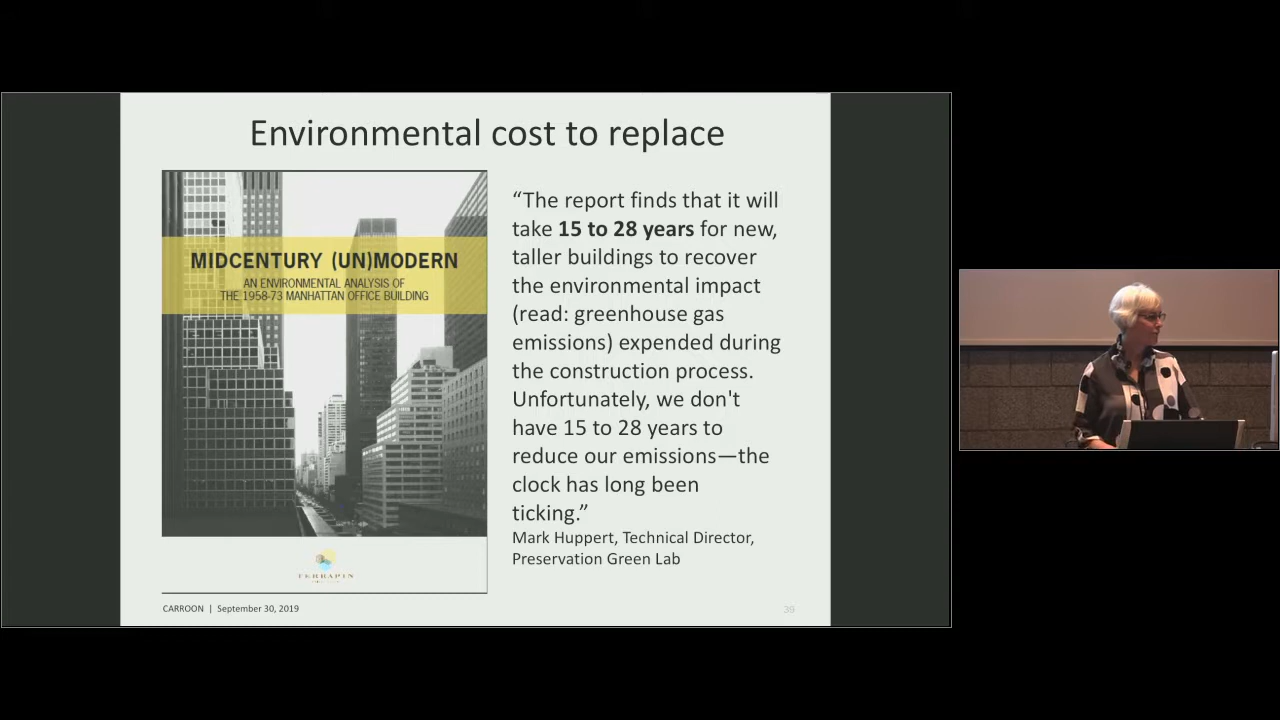 Environmental cost to replace
MIDCENTURY (UN)MODERN
AN ENVIRONMENTAL ANALYSIS OF
THE 1958-73 MANHATTAN OFFICE BUILDING
TERRAPIN
“The report finds that it will
take 15 to 28 years for new,
taller buildings to recover
the environmental impact
(read: greenhouse gas
emissions) expended during
the construction process.
Unfortunately, we don't
have 15 to 28 years to
reduce our emissions—the
clock has long been
ticking.”
Mark Huppert, Technical Director,
Preservation Green Lab
CARROON | September 30, 2019
39